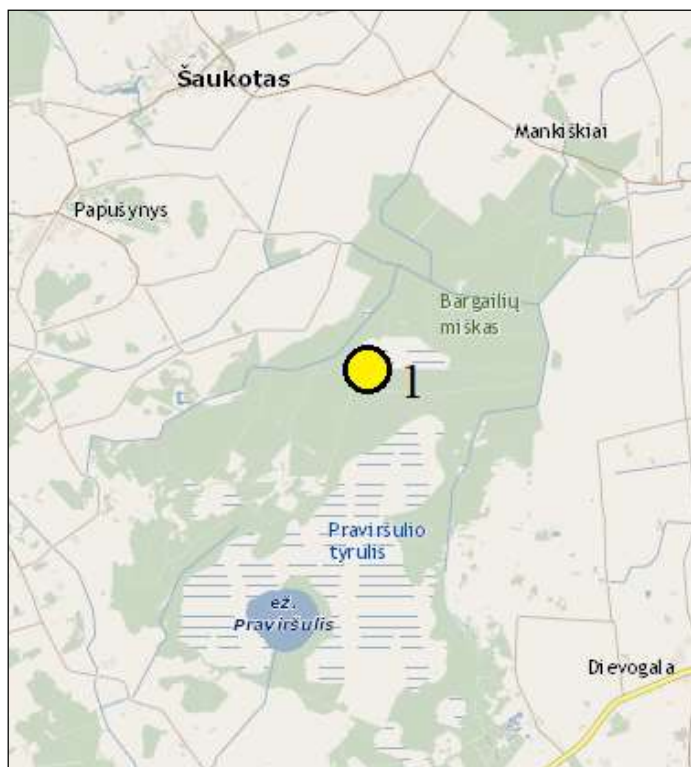 Šaukotas
Mankiškiai
Papušynys
Bargailių
miškas
1
Praviršulio
tyrulis
ež.
Praviršulis
Dievogala